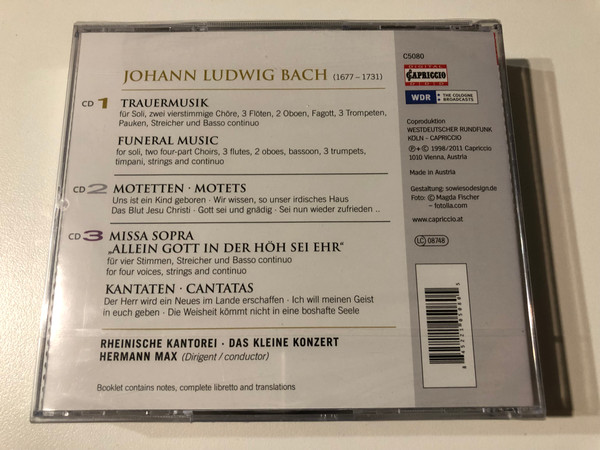 JOHANN LUDWIG BACH (1677 – 1731)
CD 1 TRAUERMUSIK
für Soli, zwei vierstimmige Chöre, 3 Flöten, 2 Oboen, Fagott, 3 Trompeten,
Pauken, Streicher und Basso continuo
FUNERAL MUSIC
for soli, two four-part Choirs, 3 flutes, 2 oboes, bassoon, 3 trumpets,
timpani, strings and continuo
CD 2 MOTETTEN · MOTETS
Uns ist ein Kind geboren · Wir wissen, so unser irdisches Haus
Das Blut Jesu Christi · Gott sei und gnädig · Sei nun wieder zufrieden ..
CD 3 MISSA SOPRA
„ALLEIN GOTT IN DER HÖH SEI EHR“
für vier Stimmen, Streicher und Basso continuo
for four voices, strings and continuo
KANTATEN · CANTATAS
Der Herr wird ein Neues im Lande erschaffen · Ich will meinen Geist
in euch geben · Die Weisheit kömmt nicht in eine boshafte Seele
RHEINISCHE KANTOREI · DAS KLEINE KONZERT
HERMANN MAX (Dirigent / conductor)
Booklet contains notes, complete libretto and translations
C5080
DIGITAL
CAPRICCIO
WDR THE COLOGNE
BROADCASTS
Coproduktion
WESTDEUTSCHER RUNDFUNK
KÖLN – CAPRICCIO
℗ + © 1998/2011 Capriccio
1010 Vienna, Austria
Made in Austria
Gestaltung: sowiesodesign.de
Foto: © Magda Fischer
– fotolia.com
www.capriccio.at
LC 08748